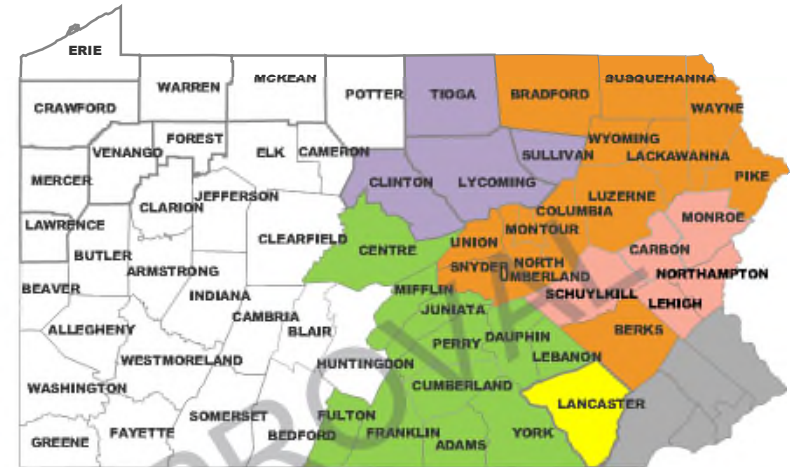 ERIE
WARREN
MCKEAN
POTTER
TIOGA
BRADFORD
SUSQUEHANNA
CRAWFORD
WAYNE
FOREST
WYOMING
VENANGO
ELK
CAMERON
SULLIVAN
LACKAWANNA
MERCER
CLINTON
LYCOMING
PIKE
JEFFERSON
LUZERNE
CLARION
COLUMBIA
MONROE
LAWRENCE
MONTOUR
CLEARFIELD
UNION
CENTRE
CARBON
BUTLER
SNYDER
NORTH
UMBERLAND
ARMSTRONG
NORTHAMPTON
BEAVER
MIFFLIN
INDIANA
SCHUYLKILL
LEHIGH
JUNIATA
CAMBRIA
ALLEGHENY
BLAIR
BERKS
PERRY
DAUPHIN
LEBANON
WESTMORELAND
HUNTINGDON
CUMBERLAND
WASHINGTON
LANCASTER
SOMERSET
FULTON
BEDFORD
FRANKLIN
YORK
FAYETTE
GREENE
ADAMS
PROVAL